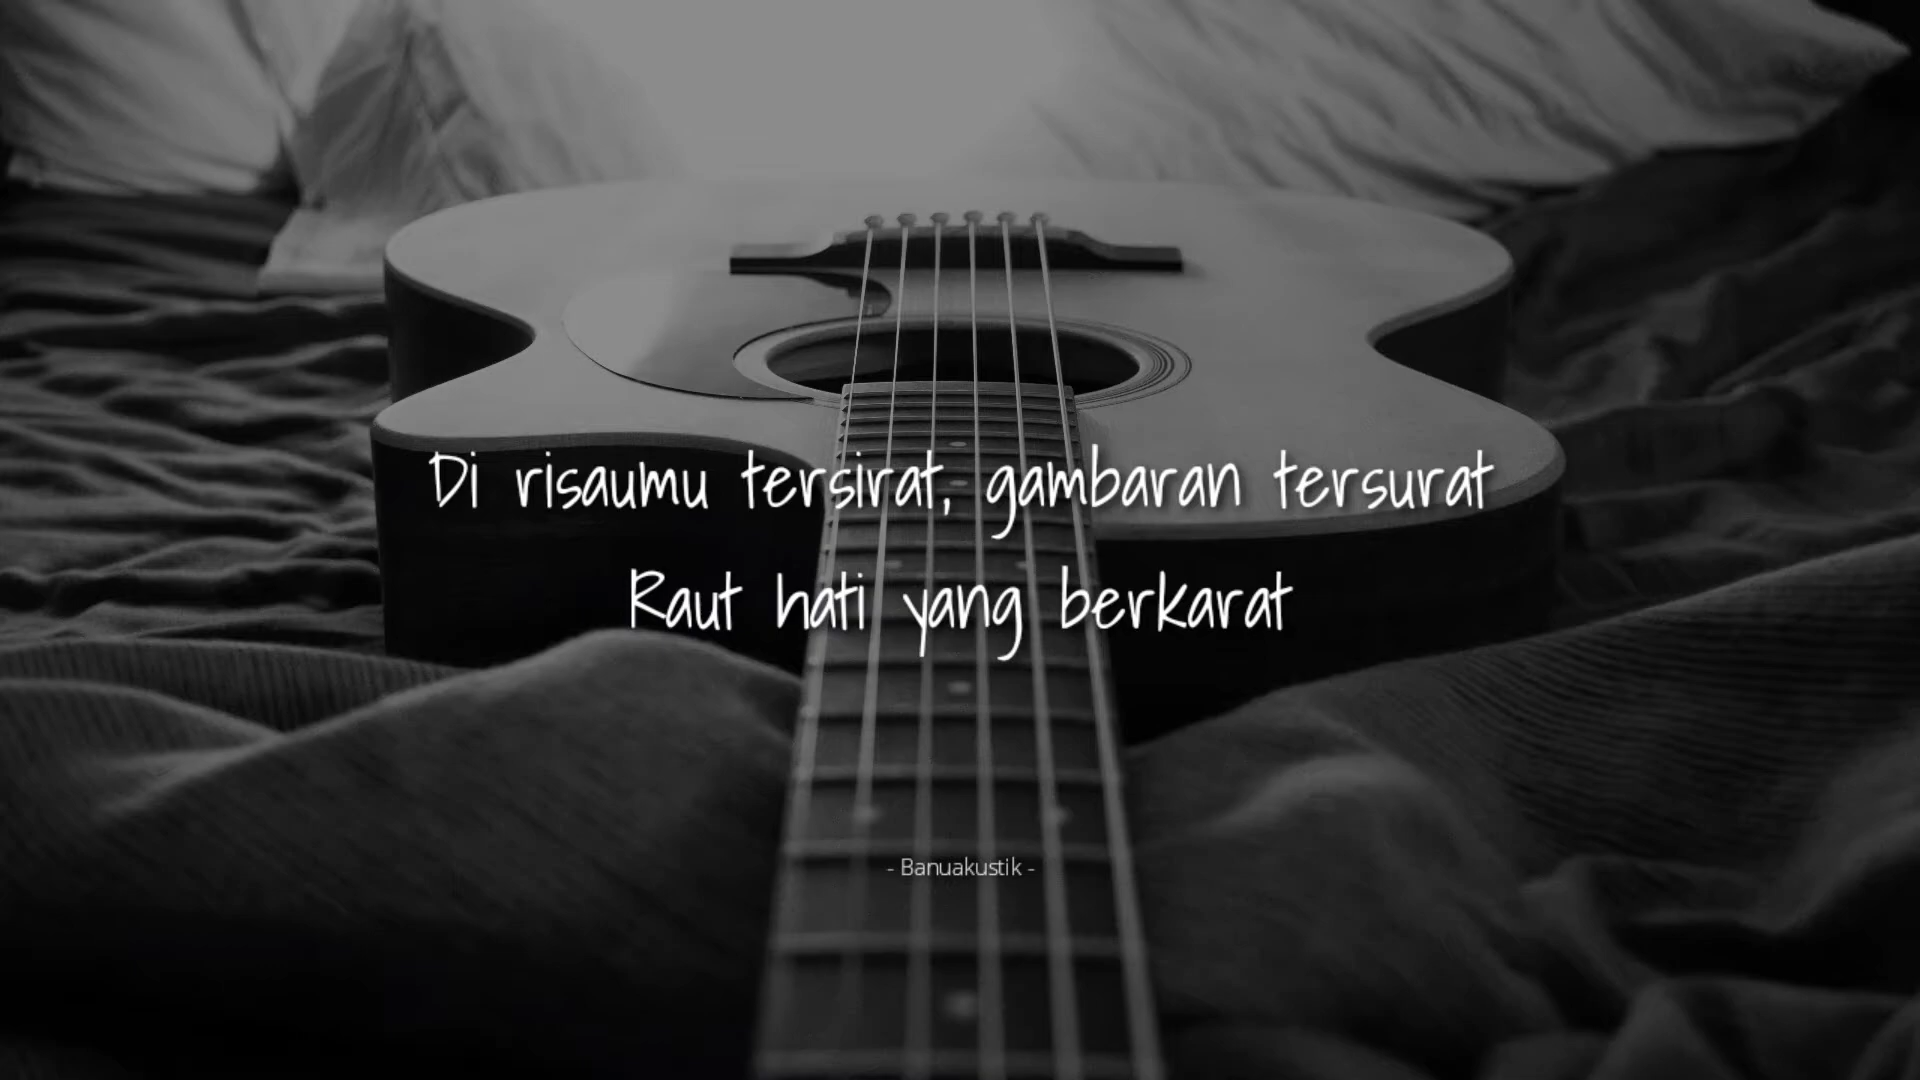 Di risaumu tersirat, gambaran tersurat
Raut hati yang berkarat
- Banuakustik -